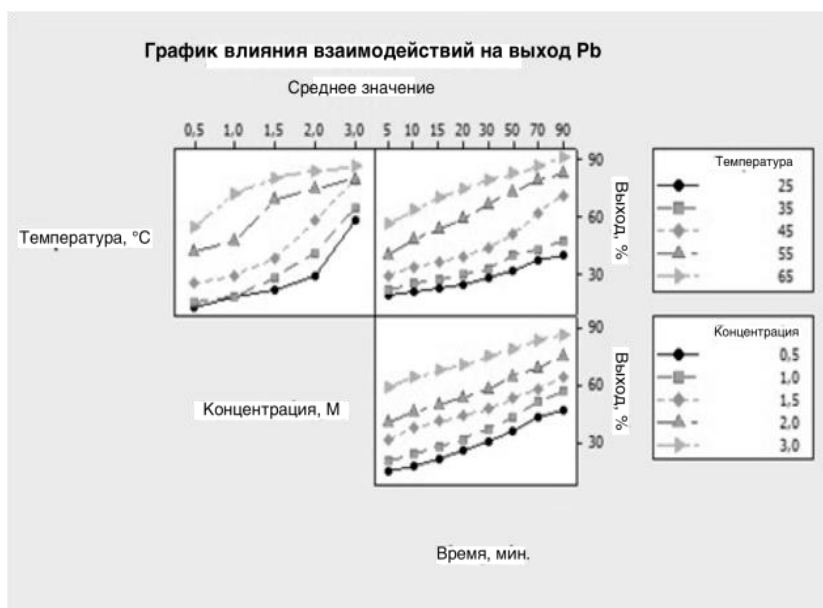 График влияния взаимодействий на выход Pb
Среднее значение
0,5 1,0 1,5 2,0 3,0 5 10 15 20 30 50 70 90
Температура, °C
90
60
30
Выход, %
Температура
25
35
45
55
65
Концентрация, М
90
60
30
Выход, %
Концентрация
0,5
1,0
1,5
2,0
3,0
Время, мин.